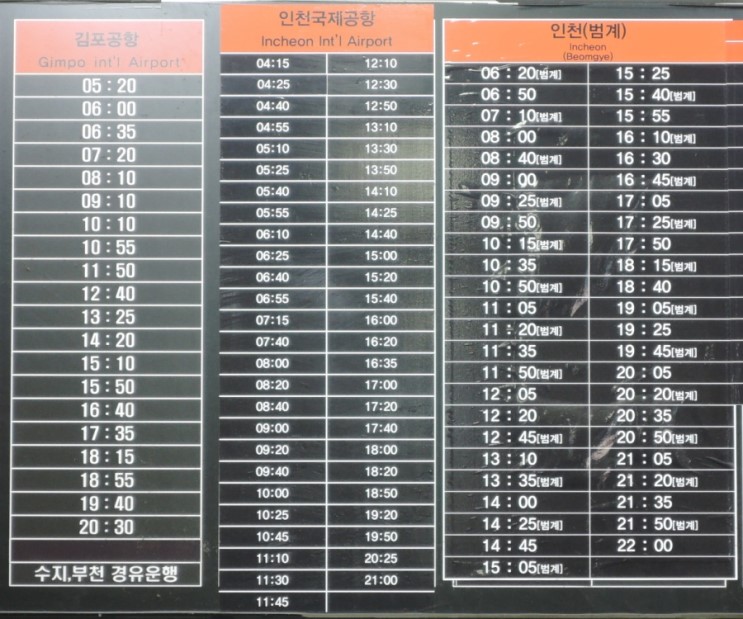 김포공항
Gimpo int'l Airport
05 : 20
06 : 00
06 : 35
07 : 20
08 : 10
09 : 10
10 : 10
10 : 55
11 : 50
12 : 40
13 : 25
14 : 20
15 : 10
15 : 50
16 : 40
17 : 35
18 : 15
18 : 55
19 : 40
20 : 30
수지,부천 경유운행
인천국제공항
Incheon Int'l Airport
04:15 12:10
04:25 12:30
04:40 12:50
04:55 13:10
05:10 13:30
05:25 13:50
05:40 14:10
05:55 14:25
06:10 14:40
06:25 15:00
06:40 15:20
06:55 15:40
07:15 16:00
07:40 16:20
08:00 16:35
08:20 17:00
08:40 17:20
09:00 17:40
09:20 18:00
09:40 18:20
10:00 18:50
10:25 19:20
10:45 19:50
11:10 20:25
11:30 21:00
11:45
인천(범계)
Incheon
(Beomgye)
06 : 20[범계] 15 : 25
06 : 50 15 : 40[범계]
07 : 10[범계] 15 : 55
08 : 00 16 : 10[범계]
08 : 40[범계] 16 : 30
09 : 00 16 : 45[범계]
09 : 25[범계] 17 : 05
09 : 50 17 : 25[범계]
10 : 15[범계] 17 : 50
10 : 35 18 : 15[범계]
10 : 50[범계] 18 : 40
11 : 05 19 : 05[범계]
11 : 20[범계] 19 : 25
11 : 35 19 : 45[범계]
11 : 50[범계] 20 : 05
12 : 05 20 : 20[범계]
12 : 20 20 : 35
12 : 45[범계] 20 : 50[범계]
13 : 10 21 : 05
13 : 35[범계] 21 : 20[범계]
14 : 00 21 : 35
14 : 25[범계] 21 : 50[범계]
14 : 45 22 : 00
15 : 05[범계]